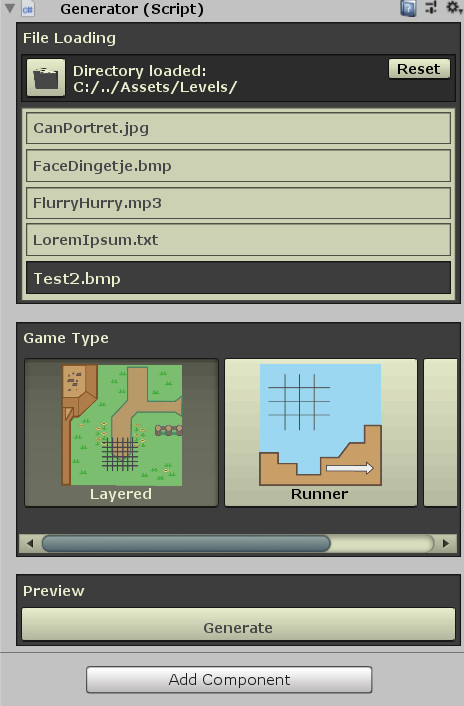 Generator (Script)
File Loading
Directory loaded:
C:/../Assets/Levels/
Reset
CanPortret.jpg
FaceDingetje.bmp
FlurryHurry.mp3
LoremIpsum.txt
Test2.bmp
Game Type
Layered
Runner
Preview
Generate
Add Component